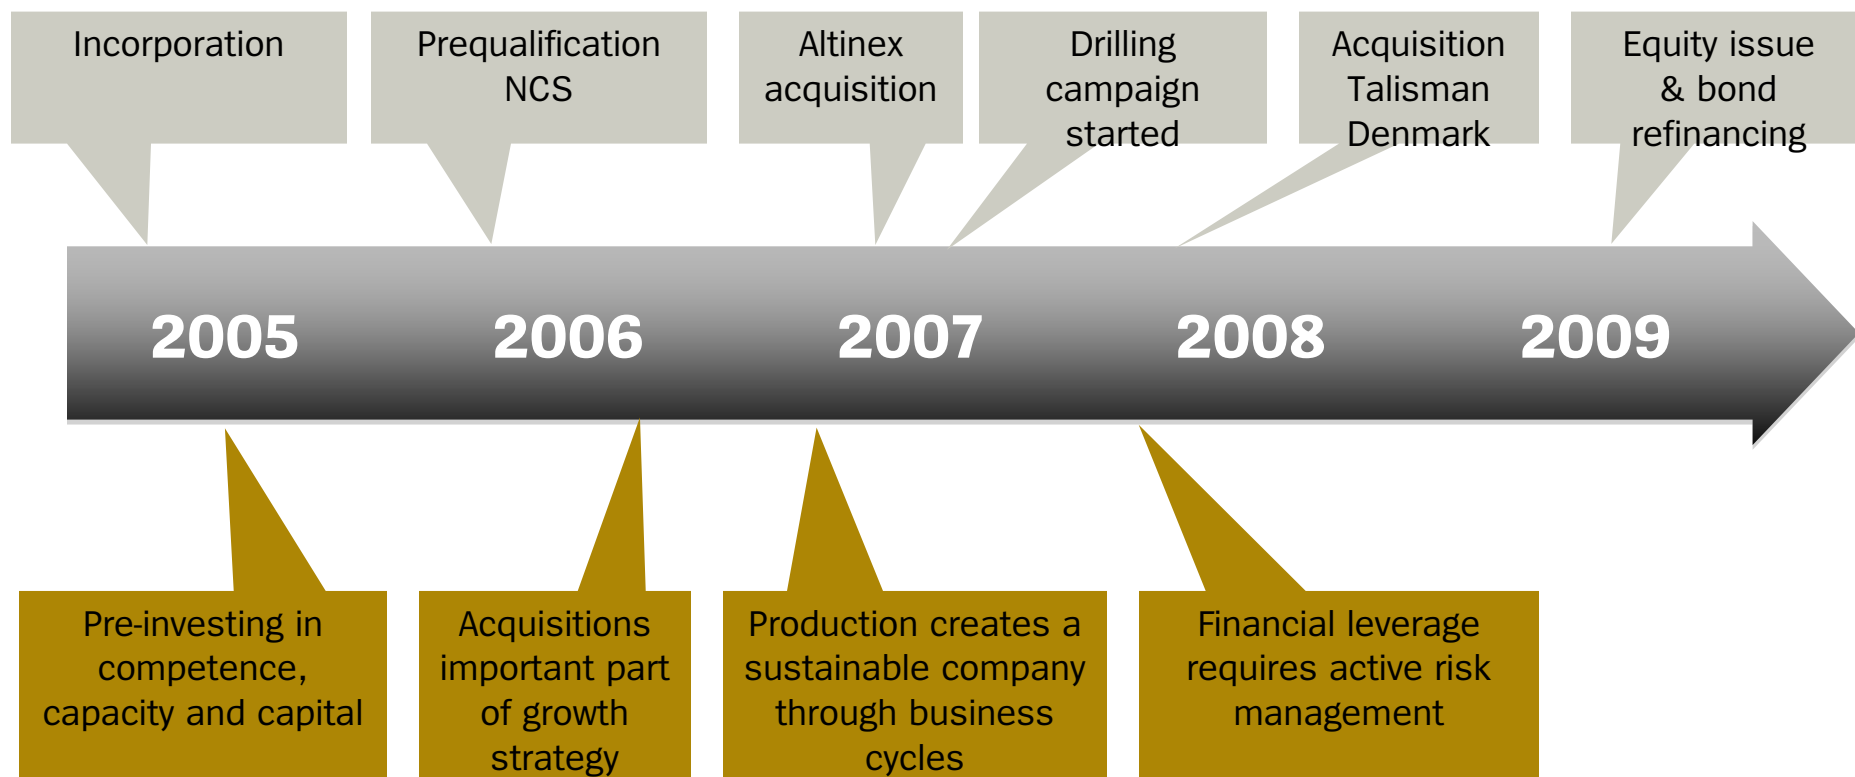 Incorporation
Prequalification
NCS
Altinex
acquisition
Drilling
campaign
started
Acquisition
Talisman
Denmark
Equity issue
& bond
refinancing
2005 2006 2007 2008 2009
Pre-investing in
competence,
capacity and capital
Acquisitions
important part
of growth
strategy
Production creates a
sustainable company
through business
cycles
Financial leverage
requires active risk
management